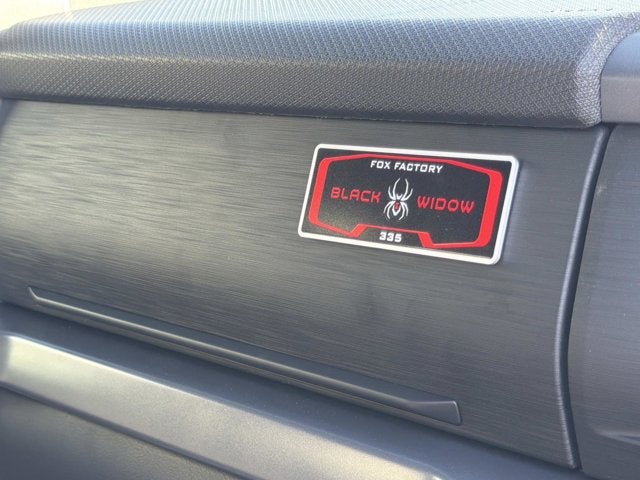 FOX FACTORY
BLACK WIDOW
335